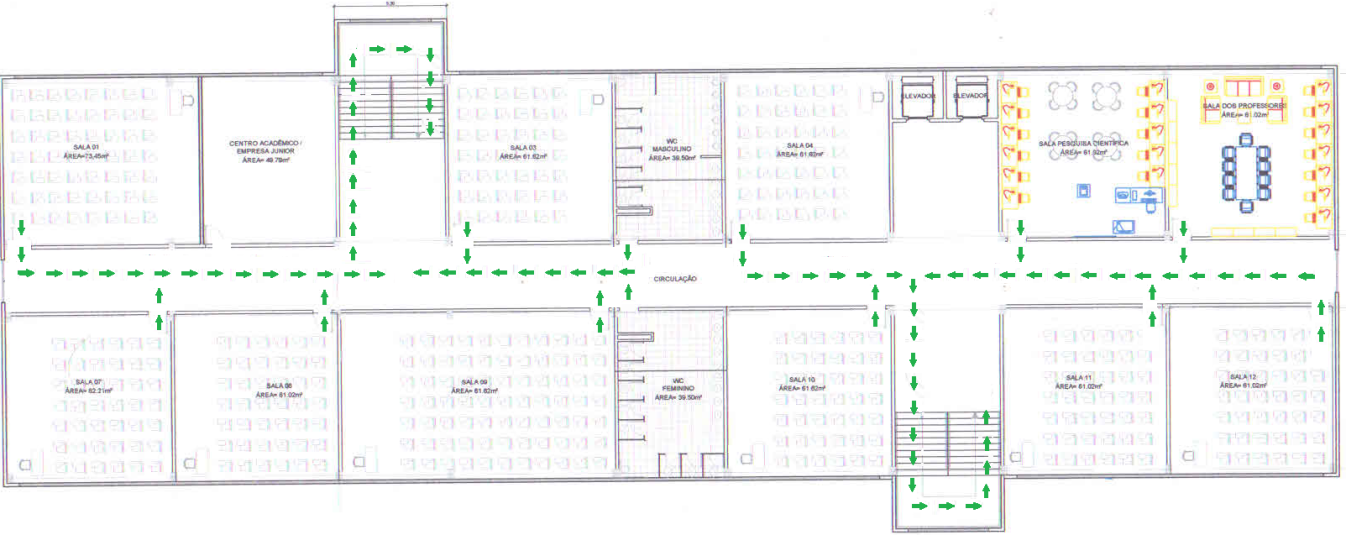 SALA 01
ÁREA=73,45m²
CENTRO ACADÊMICO /
EMPRESA JUNIOR
ÁREA= 49.79m²
SALA 03
ÁREA= 61.62m²
WC
MASCULINO
ÁREA= 39.50m²
SALA 04
ÁREA= 61.62m²
ELEVADOR
ELEVADOR
SALA PESQUISA CIENTÍFICA
ÁREA= 61.02m²
SALA DOS PROFESSORES
ÁREA= 61.02m²
CIRCULAÇÃO
SALA 07
ÁREA= 62.21m²
SALA 08
ÁREA= 61.02m²
SALA 09
ÁREA= 61.62m²
WC
FEMININO
ÁREA= 39.50m²
SALA 10
ÁREA= 61.62m²
SALA 11
ÁREA= 61.02m²
SALA 12
ÁREA= 61.02m²